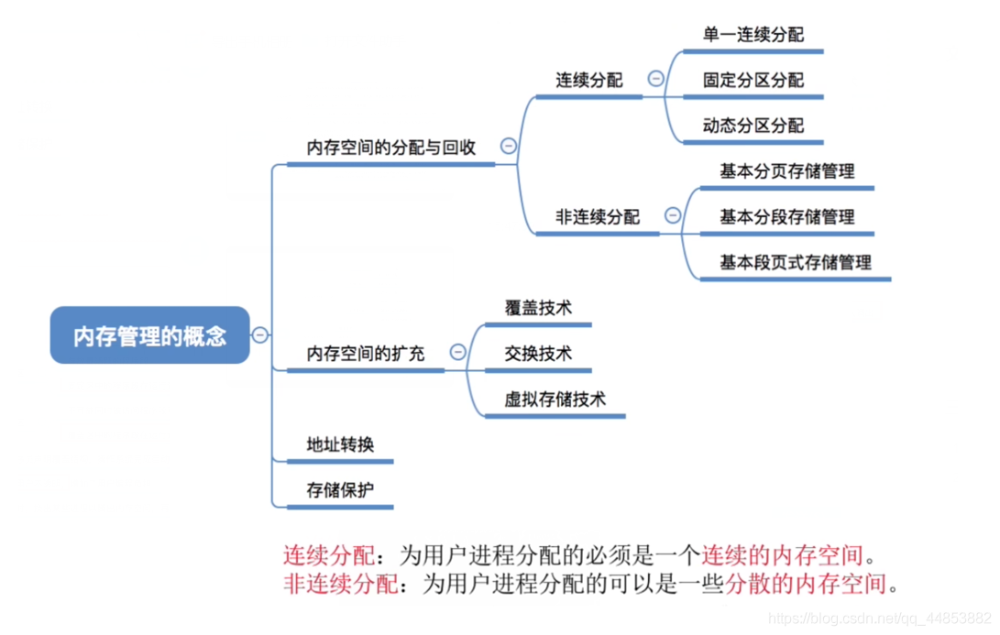 单一连续分配
连续分配
固定分区分配
动态分区分配
内存空间的分配与回收
基本分页存储管理
非连续分配
基本分段存储管理
基本段页式存储管理
覆盖技术
内存管理的概念
内存空间的扩充
交换技术
虚拟存储技术
地址转换
存储保护
连续分配：为用户进程分配的必须是一个连续的内存空间。
非连续分配：为用户进程分配的可以是一些分散的内存空间。
https://blog.csdn.net/qq_44853882